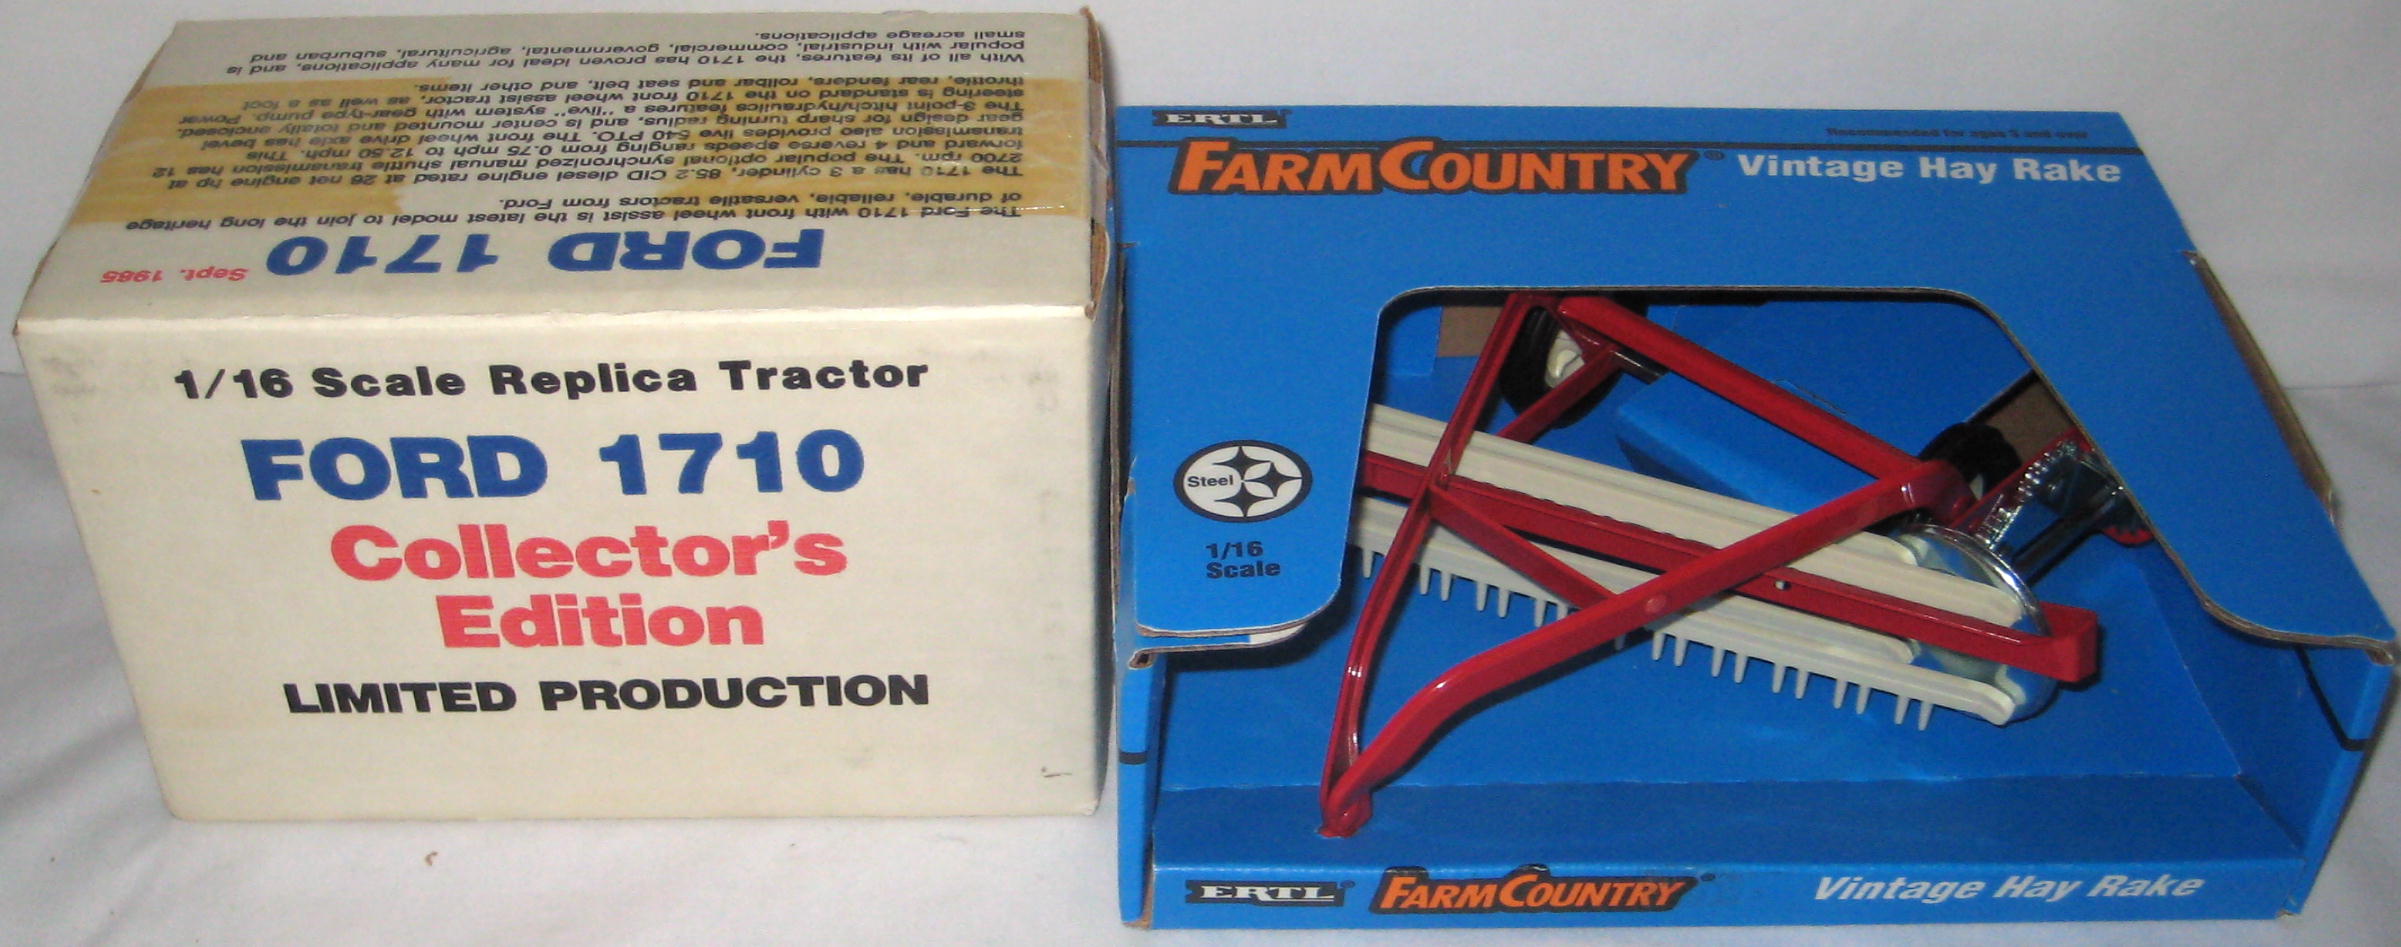 FORD 1710 Sept. 1985
The Ford 1710 with front wheel assist is the latest model to join the long heritage
of durable, reliable, versatile tractors from Ford.
The 1710 has a 3 cylinder, 85.2 CID diesel engine rated at 26 net engine hp at
2700 rpm. The popular optional synchronized manual shuttle transmission has 12
forward and 4 reverse speeds ranging from 0.75 mph to 12.50 mph. This
transmission also provides live 540 PTO. The front wheel drive axle has bevel
gear design for sharp turning radius, and is center mounted and totally enclosed.
The 3-point hitch/hydraulics features a "live" system with gear-type pump. Power
steering is standard on the 1710 front wheel assist tractor, as well as a foot
throttle, rear fenders, rollbar and seat belt, and other items.
With all of its features, the 1710 has proven ideal for many applications, and is
popular with industrial, commercial, governmental, agricultural, suburban and
small acreage applications.
1/16 Scale Replica Tractor
FORD 1710
Collector's
Edition
LIMITED PRODUCTION
ERTL
Recommended for ages 3 and over
FARM COUNTRY® Vintage Hay Rake
Steel
1/16
Scale
ERTL® FARM COUNTRY® Vintage Hay Rake